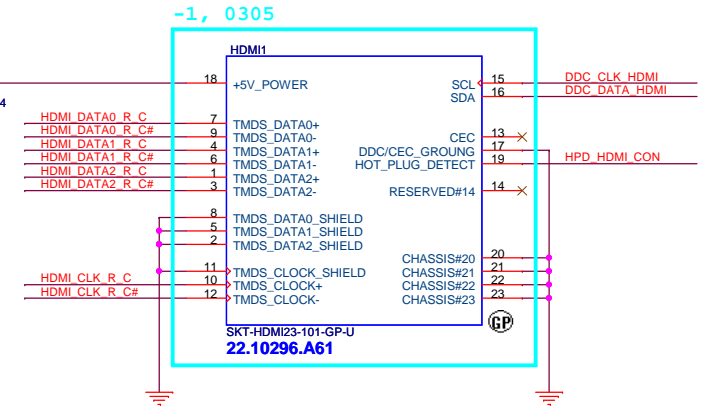 -1, 0305
HDMI1
18 +5V_POWER SCL 15 DDC_CLK_HDMI
SDA 16 DDC_DATA_HDMI
4
HDMI_DATA0_R_C 7 TMDS_DATA0+
HDMI_DATA0_R_C# 9 TMDS_DATA0- CEC 13
HDMI_DATA1_R_C 4 TMDS_DATA1+ DDC/CEC_GROUNG 17
HDMI_DATA1_R_C# 6 TMDS_DATA1- HOT_PLUG_DETECT 19 HPD_HDMI_CON
HDMI_DATA2_R_C 1 TMDS_DATA2+
HDMI_DATA2_R_C# 3 TMDS_DATA2- RESERVED#14 14
8 TMDS_DATA0_SHIELD
5 TMDS_DATA1_SHIELD
2 TMDS_DATA2_SHIELD
CHASSIS#20 20
11 TMDS_CLOCK_SHIELD CHASSIS#21 21
HDMI_CLK_R_C 10 TMDS_CLOCK+ CHASSIS#22 22
HDMI_CLK_R_C# 12 TMDS_CLOCK- CHASSIS#23 23
GP
SKT-HDMI23-101-GP-U
22.10296.A61